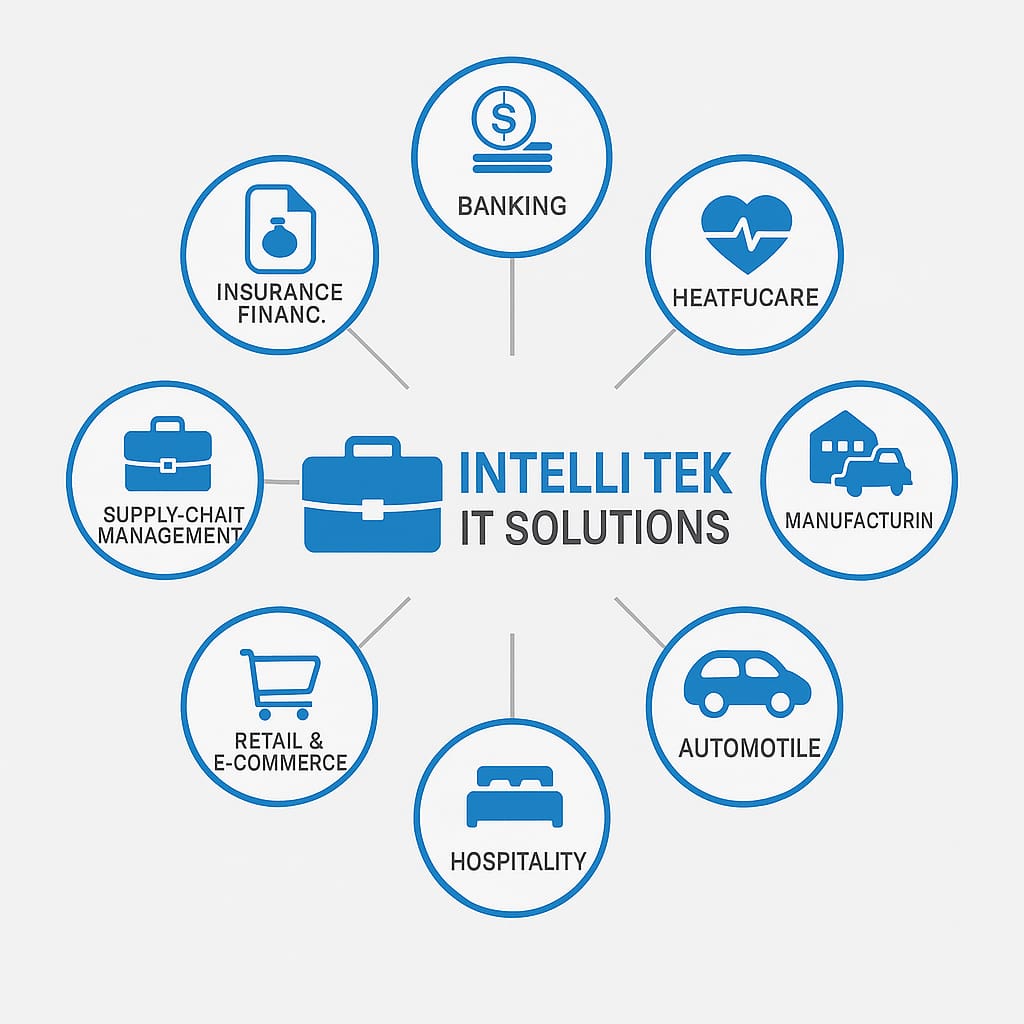 BANKING
INSURANCE
FINANC.
HEATFUCARE
INTELLI TEK
IT SOLUTIONS
SUPPLY-CHAIT
MANAGEMENT
MANUFACTURIN
RETAIL &
E-COMMERCE
AUTOMOTILE
HOSPITALITY